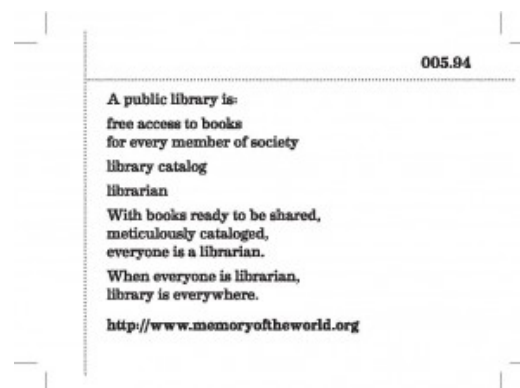 005.94
A public library is:
free access to books
for every member of society
library catalog
librarian
With books ready to be shared,
meticulously cataloged,
everyone is a librarian.
When everyone is librarian,
library is everywhere.
http://www.memoryoftheworld.org